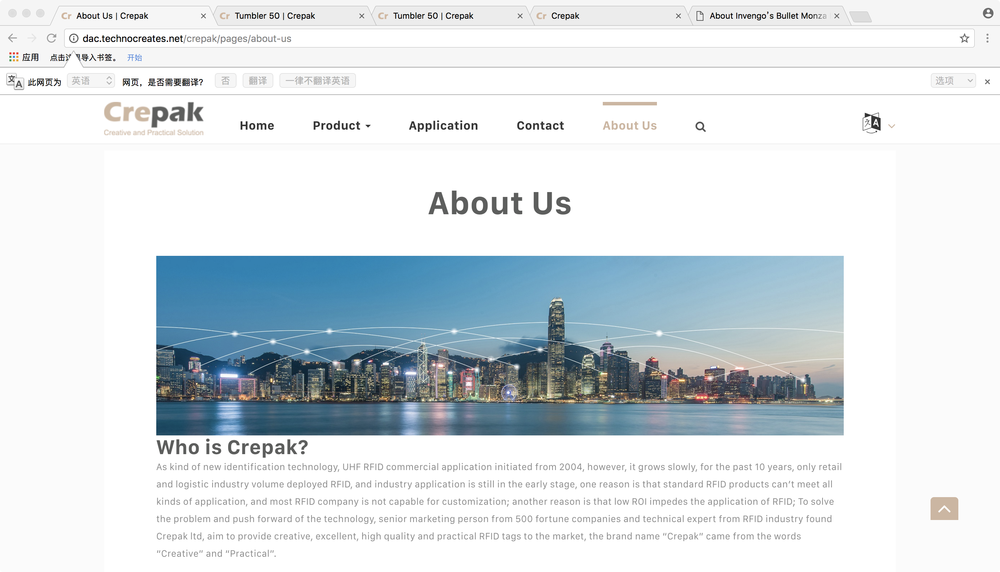 About Us | Crepak
Tumbler 50 | Crepak
Tumbler 50 | Crepak
Crepak
About Invengo's Bullet Monza
dac.technocreates.net/crepak/pages/about-us
应用 点击这里导入书签。 开始
此网页为 英语 网页，是否需要翻译? 否 翻译 一律不翻译英语 选项
Crepak
Creative and Practical Solution
Home Product Application Contact About Us
About Us
Who is Crepak?
As kind of new identification technology, UHF RFID commercial application initiated from 2004, however, it grows slowly, for the past 10 years, only retail
and logistic industry volume deployed RFID, and industry application is still in the early stage, one reason is that standard RFID products can't meet all
kinds of application, and most RFID company is not capable for customization; another reason is that low ROI impedes the application of RFID; To solve
the problem and push forward of the technology, senior marketing person from 500 fortune companies and technical expert from RFID industry found
Crepak ltd, aim to provide creative, excellent, high quality and practical RFID tags to the market, the brand name “Crepak” came from the words
“Creative” and “Practical”.